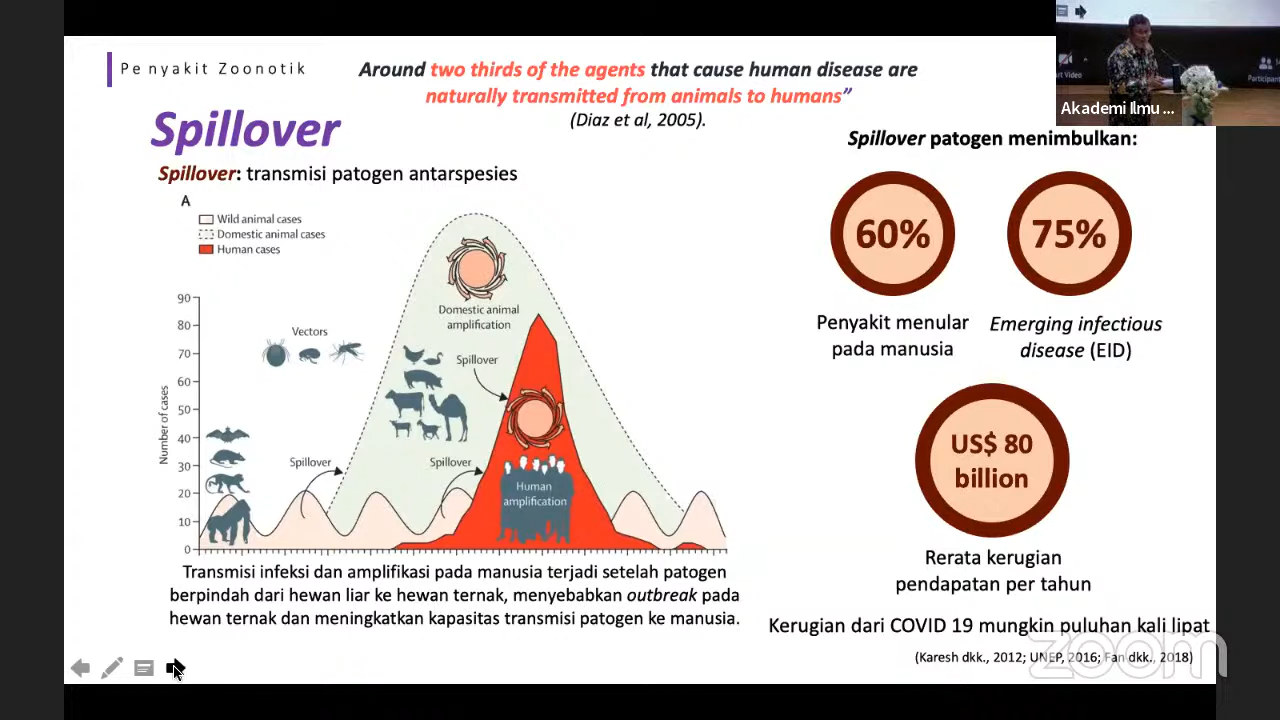 Penyakit Zoonotik
Around two thirds of the agents that cause human disease are
naturally transmitted from animals to humans”
(Diaz et al, 2005).
Spillover
Spillover: transmisi patogen antarspesies
A
Wild animal cases
Domestic animal cases
Human cases
Number of cases
90
80
70
60
50
40
30
20
10
0
Vectors
Domestic animal
amplification
Spillover
Spillover
Spillover
Human
amplification
Transmisi infeksi dan amplifikasi pada manusia terjadi setelah patogen
berpindah dari hewan liar ke hewan ternak, menyebabkan outbreak pada
hewan ternak dan meningkatkan kapasitas transmisi patogen ke manusia.
Akademi Ilmu ...
Video
Participant
Spillover patogen menimbulkan:
60%
75%
Penyakit menular
pada manusia
Emerging infectious
disease (EID)
US$ 80
billion
Rerata kerugian
pendapatan per tahun
Kerugian dari COVID 19 mungkin puluhan kali lipat
(Karesh dkk., 2012; UNEP, 2016; Fan dkk., 2018)
zoom